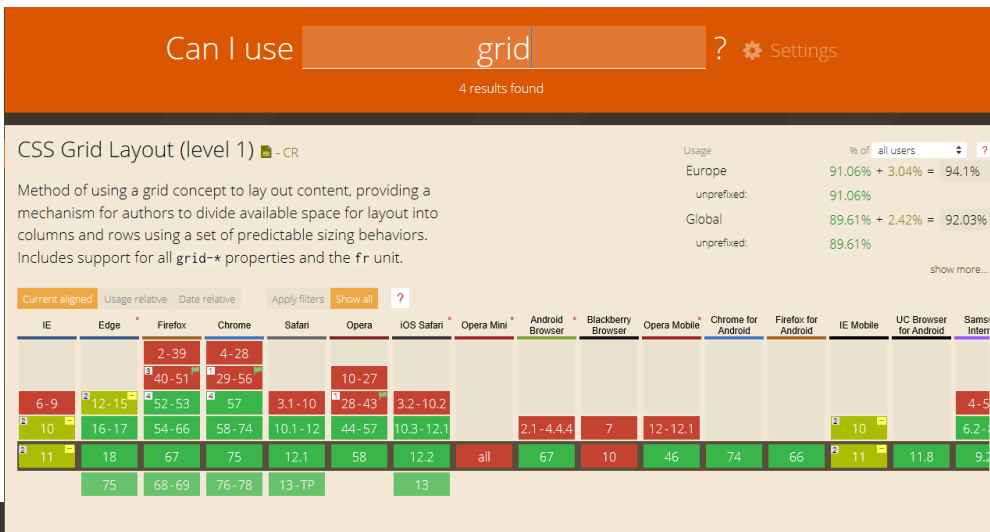 Can I use grid ? Settings
4 results found
CSS Grid Layout (level 1) - CR
Usage % of all users ?
Europe 91.06% + 3.04% = 94.1%
unprefixed: 91.06%
Global 89.61% + 2.42% = 92.03%
unprefixed: 89.61%
show more...
Method of using a grid concept to lay out content, providing a
mechanism for authors to divide available space for layout into
columns and rows using a set of predictable sizing behaviors.
Includes support for all grid-* properties and the fr unit.
Current aligned Usage relative Date relative Apply filters Show all ?
IE Edge * Firefox Chrome Safari Opera iOS Safari * Opera Mini * Android Browser * Blackberry Browser Opera Mobile * Chrome for Android Firefox for Android IE Mobile UC Browser for Android Sams Intern
2-39 4-28
3 40-51 1 29-56 10-27
6-9 2 12-15 4 52-53 4 57 3.1-10 1 28-43 3.2-10.2 4-5
2 10 16-17 54-66 58-74 10.1-12 44-57 10.3-12.1 2.1-4.4.4 7 12-12.1 2 10 6.2-
2 11 18 67 75 12.1 58 12.2 all 67 10 46 74 66 2 11 11.8 9.2
75 68-69 76-78 13-TP 13